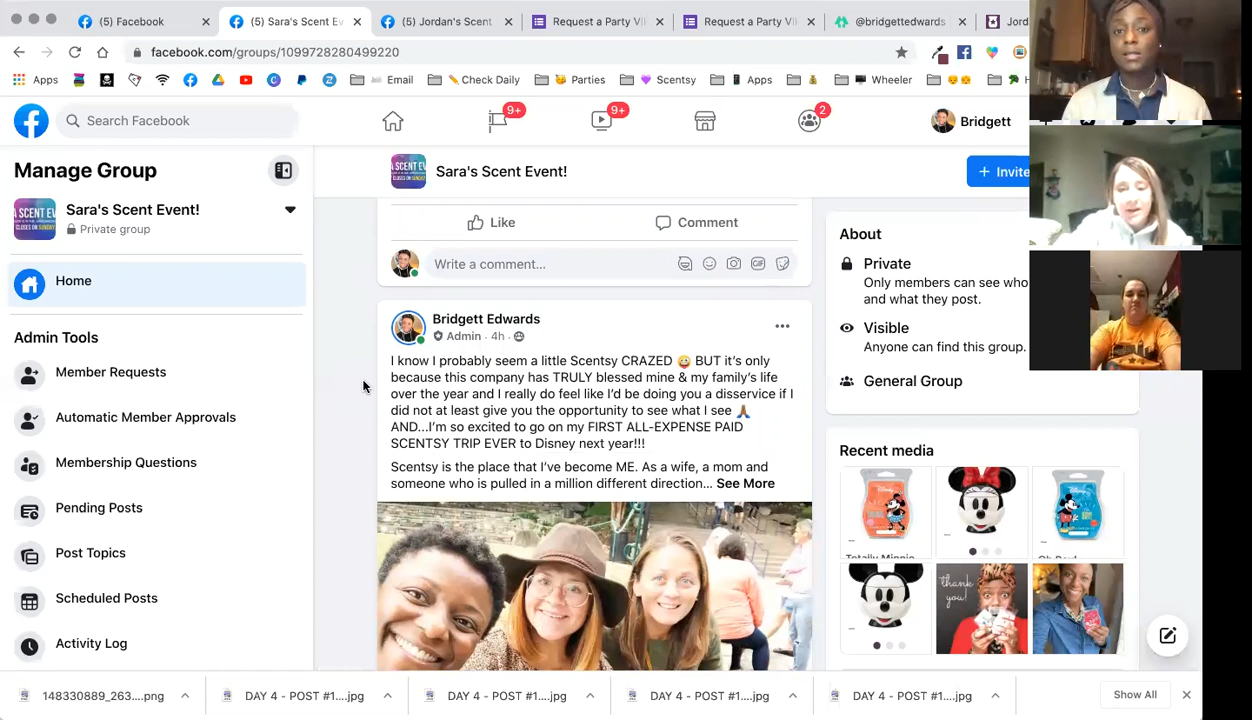 (5) Facebook
(5) Sara's Scent Ev
(5) Jordan's Scent
Request a Party Vi
Request a Party Vi
@bridgettedwards
Jord
facebook.com/groups/1099728280499220
Apps
Email
Check Daily
Parties
Scentsy
Apps
Wheeler
H
Search Facebook
9+
9+
2
Bridgett
Manage Group
Sara's Scent Event!
Private group
Home
Admin Tools
Member Requests
Automatic Member Approvals
Membership Questions
Pending Posts
Post Topics
Scheduled Posts
Activity Log
Sara's Scent Event!
+ Invite
Like
Comment
Write a comment...
GIF
Bridgett Edwards
Admin · 4h ·
I know I probably seem a little Scentsy CRAZED 🤪 BUT it's only
because this company has TRULY blessed mine & my family's life
over the year and I really do feel like I'd be doing you a disservice if I
did not at least give you the opportunity to see what I see 🙏🏾
AND...I'm so excited to go on my FIRST ALL-EXPENSE PAID
SCENTSY TRIP EVER to Disney next year!!!
Scentsy is the place that I've become ME. As a wife, a mom and
someone who is pulled in a million different direction... See More
About
Private
Only members can see who
and what they post.
Visible
Anyone can find this group.
General Group
Recent media
Totally Minnie
Oh Boy!
thank
you!
148330889_263....png
DAY 4 - POST #1....jpg
DAY 4 - POST #1....jpg
DAY 4 - POST #1....jpg
DAY 4 - POST #1....jpg
Show All